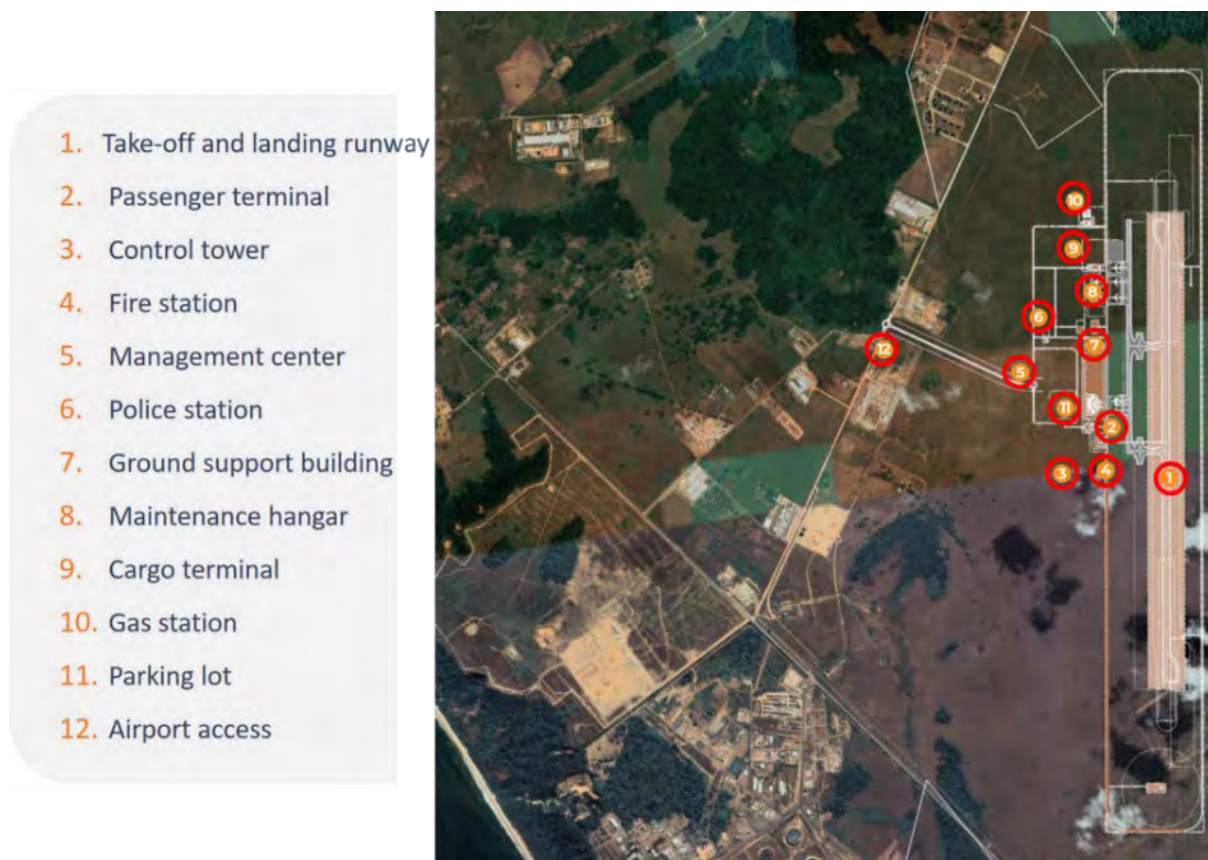 1. Take-off and landing runway
2. Passenger terminal
3. Control tower
4. Fire station
5. Management center
6. Police station
7. Ground support building
8. Maintenance hangar
9. Cargo terminal
10. Gas station
11. Parking lot
12. Airport access
10
9
8
6
7
12
5
11
2
3
4
1